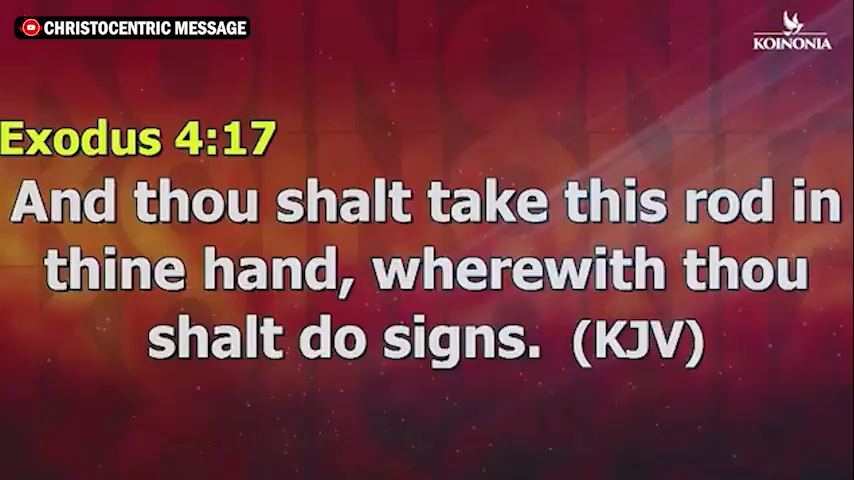 CHRISTOCENTRIC MESSAGE
KOINONIA
Exodus 4:17
And thou shalt take this rod in
thine hand, wherewith thou
shalt do signs. (KJV)